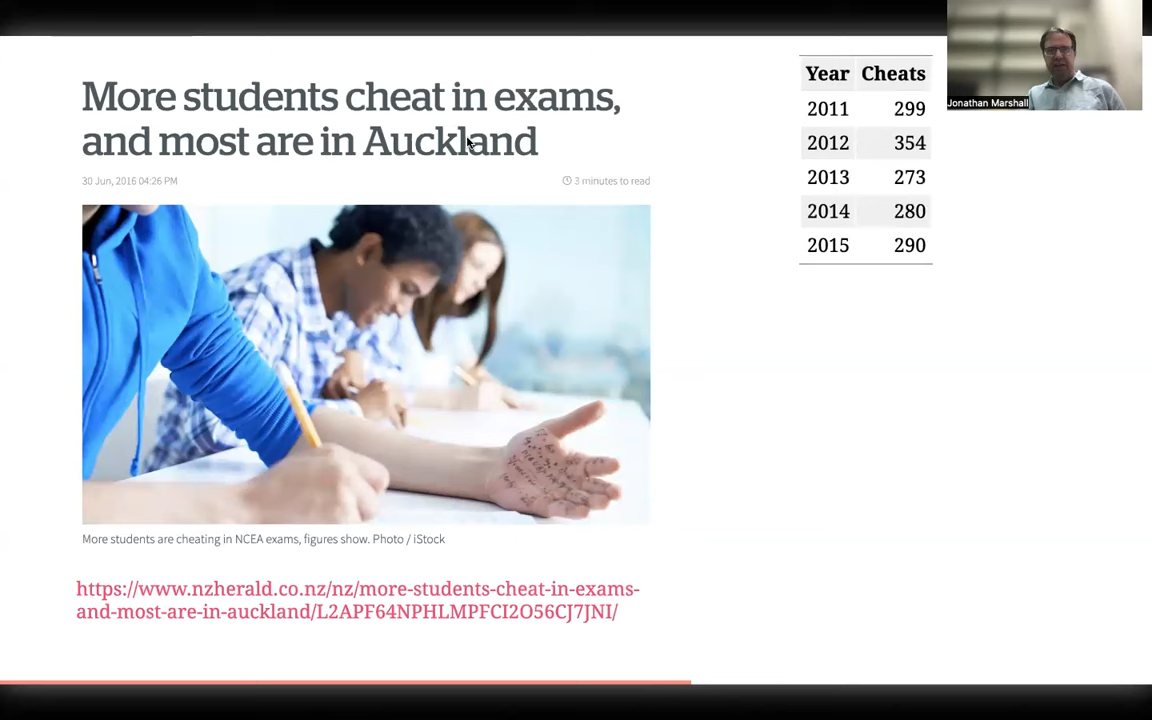 More students cheat in exams,
and most are in Auckland
30 Jun, 2016 04:26 PM
3 minutes to read
More students are cheating in NCEA exams, figures show. Photo / iStock
https://www.nzherald.co.nz/nz/more-students-cheat-in-exams-
and-most-are-in-auckland/L2APF64NPHLMPFCI2O56CJ7JNI/
Year Cheats
2011 299
2012 354
2013 273
2014 280
2015 290
Jonathan Marshall